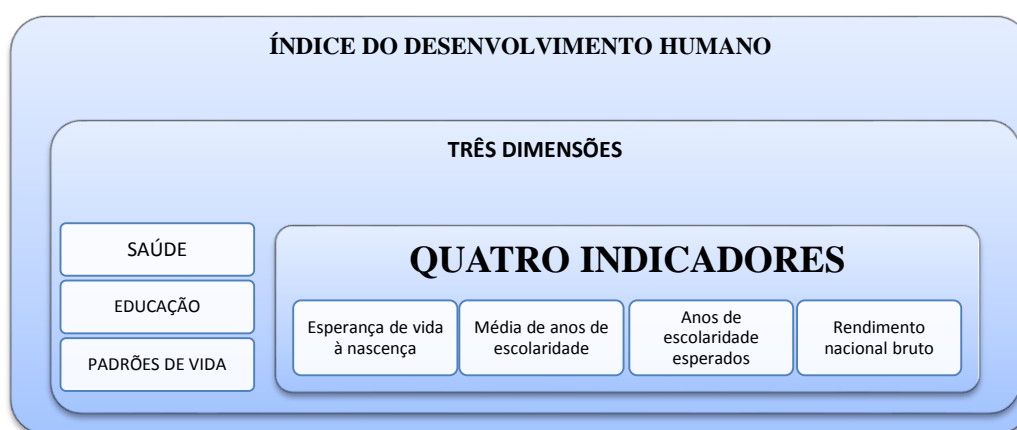 ÍNDICE DO DESENVOLVIMENTO HUMANO
TRÊS DIMENSÕES
SAÚDE
EDUCAÇÃO
PADRÕES DE VIDA
QUATRO INDICADORES
Esperança de vida
à nascença
Média de anos de
escolaridade
Anos de
escolaridade
esperados
Rendimento
nacional bruto